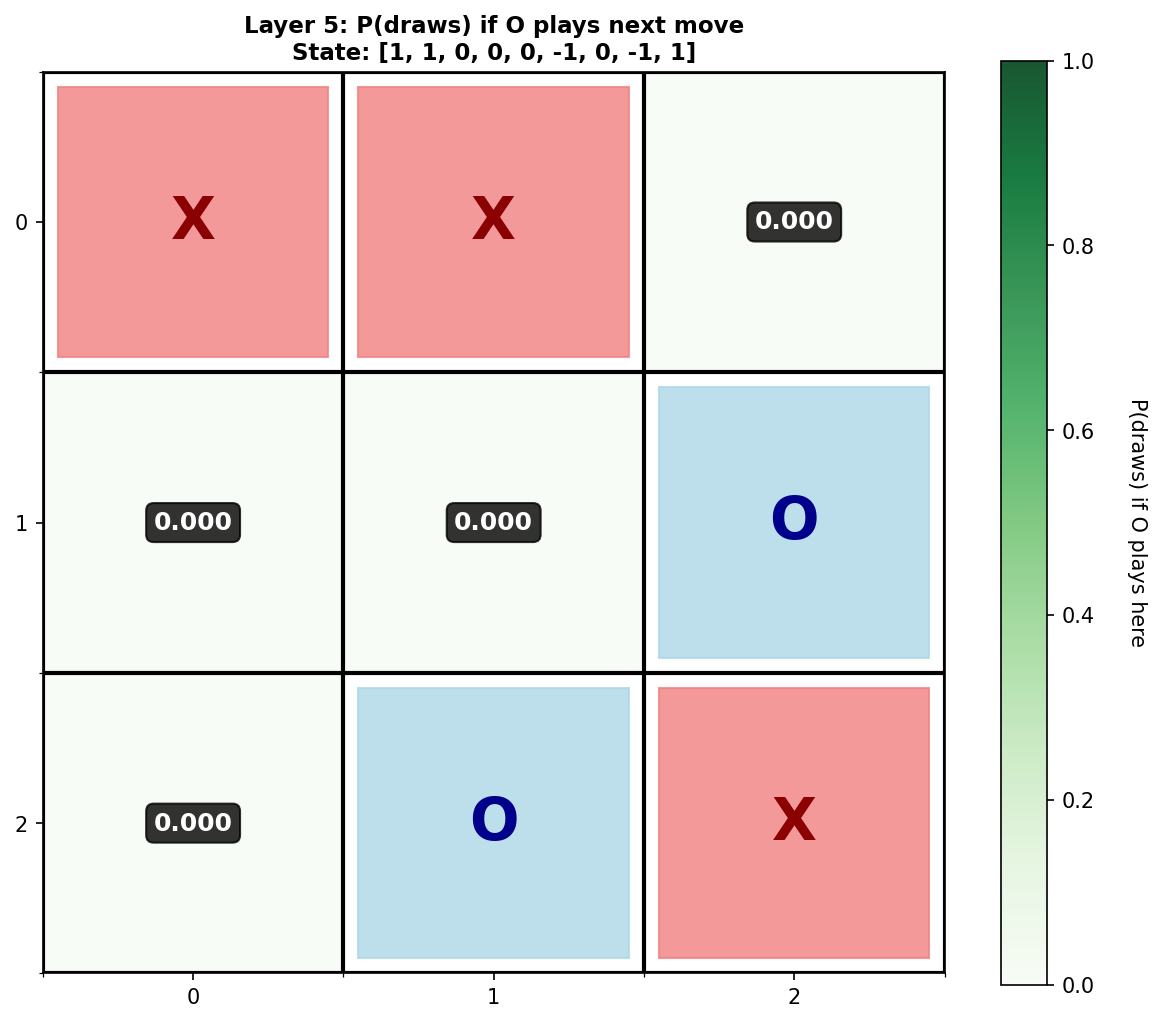 Layer 5: P(draws) if O plays next move
State: [1, 1, 0, 0, 0, -1, 0, -1, 1]
X
X
0.000
0
0.000
0.000
O
1
0.000
O
X
2
0
1
2
1.0
0.8
0.6
0.4
0.2
0.0
P(draws) if O plays here